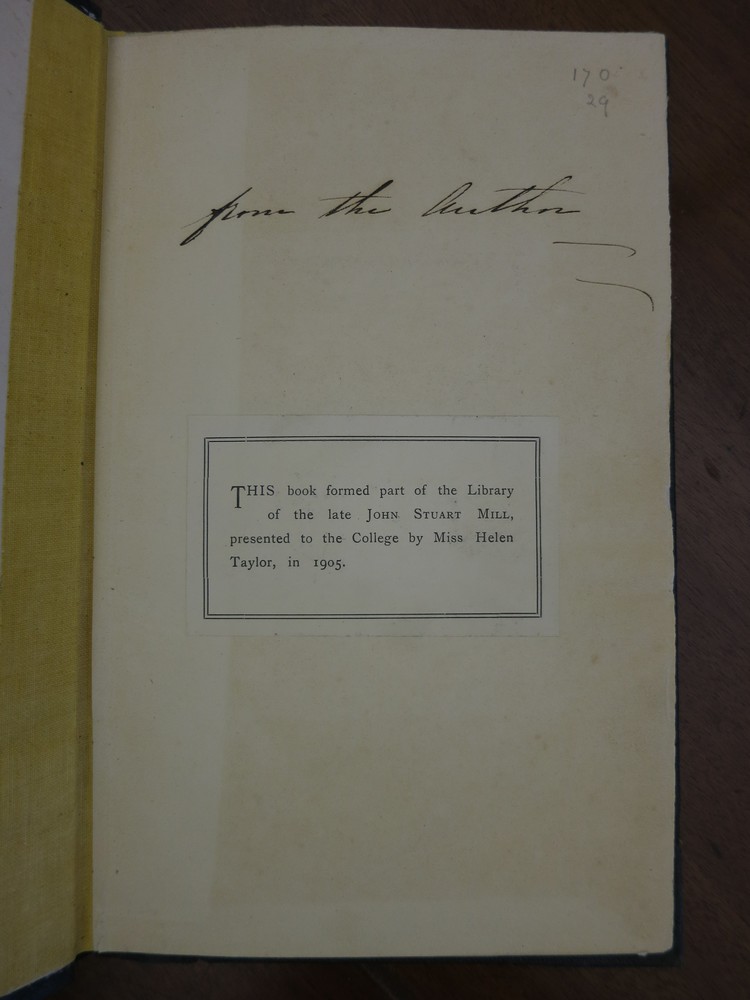 170
29
from the Author
THIS book formed part of the Library
of the late JOHN STUART MILL,
presented to the College by Miss Helen
Taylor, in 1905.